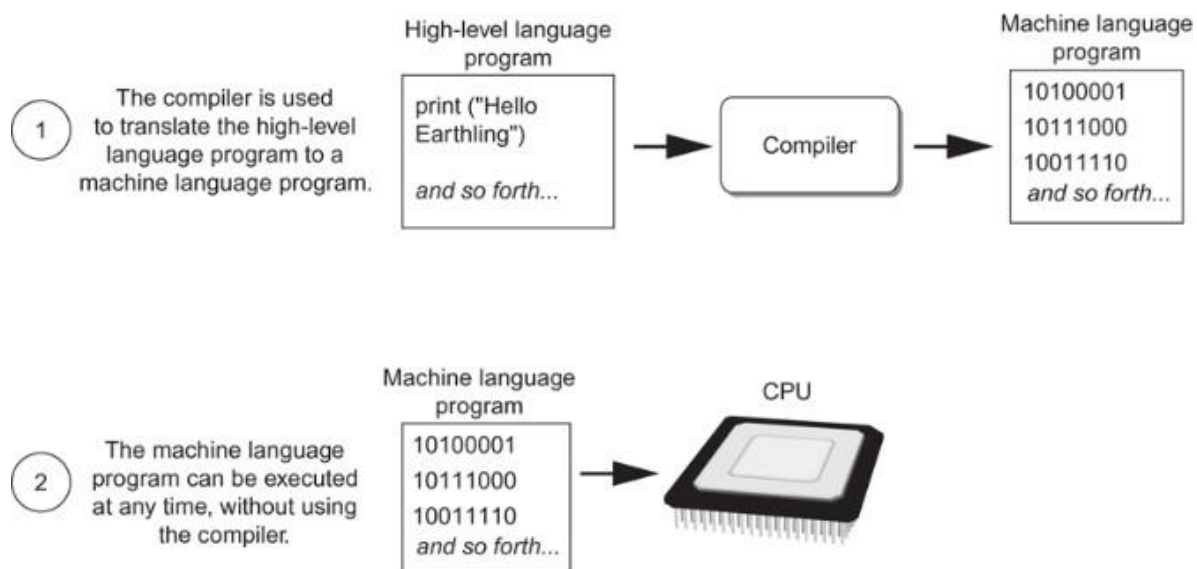 1
The compiler is used
to translate the high-level
language program to a
machine language program.
High-level language
program
print ("Hello
Earthling")
and so forth...
Compiler
Machine language
program
10100001
10111000
10011110
and so forth...
2
The machine language
program can be executed
at any time, without using
the compiler.
Machine language
program
10100001
10111000
10011110
and so forth...
CPU